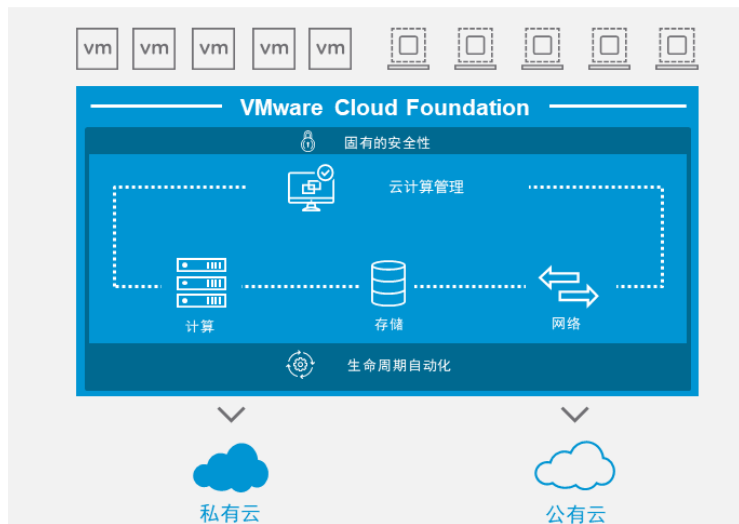 vm vm vm vm vm
VMware Cloud Foundation
固有的安全性
云计算管理
计算 存储 网络
生命周期自动化
私有云 公有云